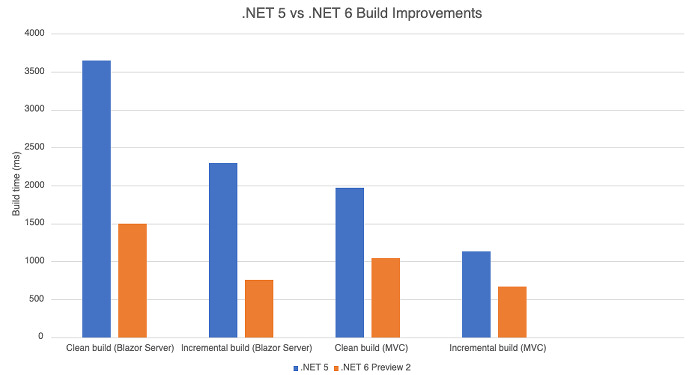 .NET 5 vs .NET 6 Build Improvements
4000
3500
3000
2500
2000
1500
1000
500
0
Build time (ms)
Clean build (Blazor Server) Incremental build (Blazor Server) Clean build (MVC) Incremental build (MVC)
.NET 5 .NET 6 Preview 2